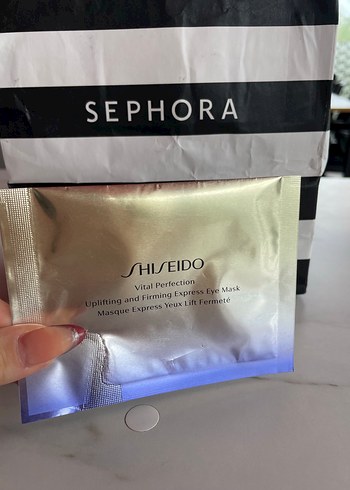 SEPHORA
SHISEIDO
Vital Perfection
Uplifting and Firming Express Eye Mask
Masque Express Yeux Lift Fermeté